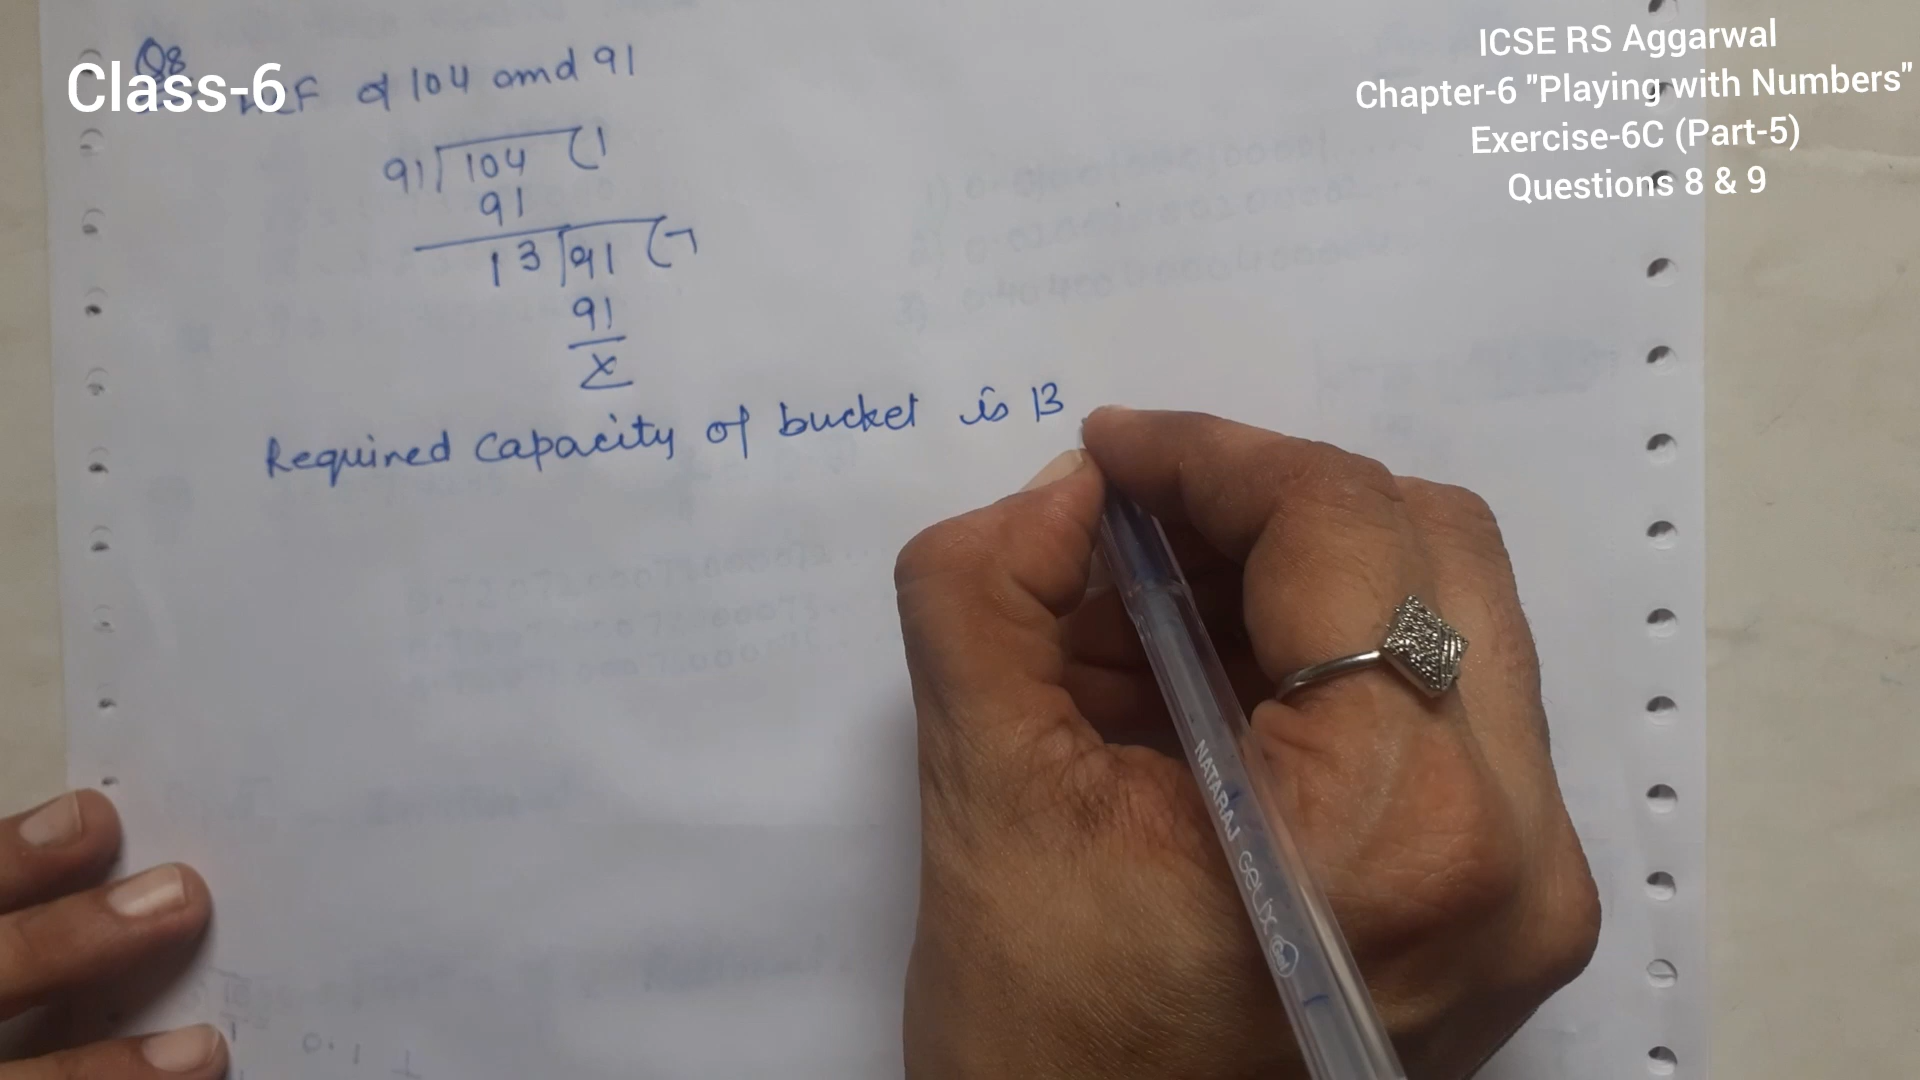 Q8
Class-6
HCF of 104 and 91
91 104 1
91
13 91 7
91
x
Required capacity of bucket is 13
ICSE RS Aggarwal
Chapter-6 "Playing with Numbers"
Exercise-6C (Part-5)
Questions 8 & 9
NATARAJ GELIX Gel